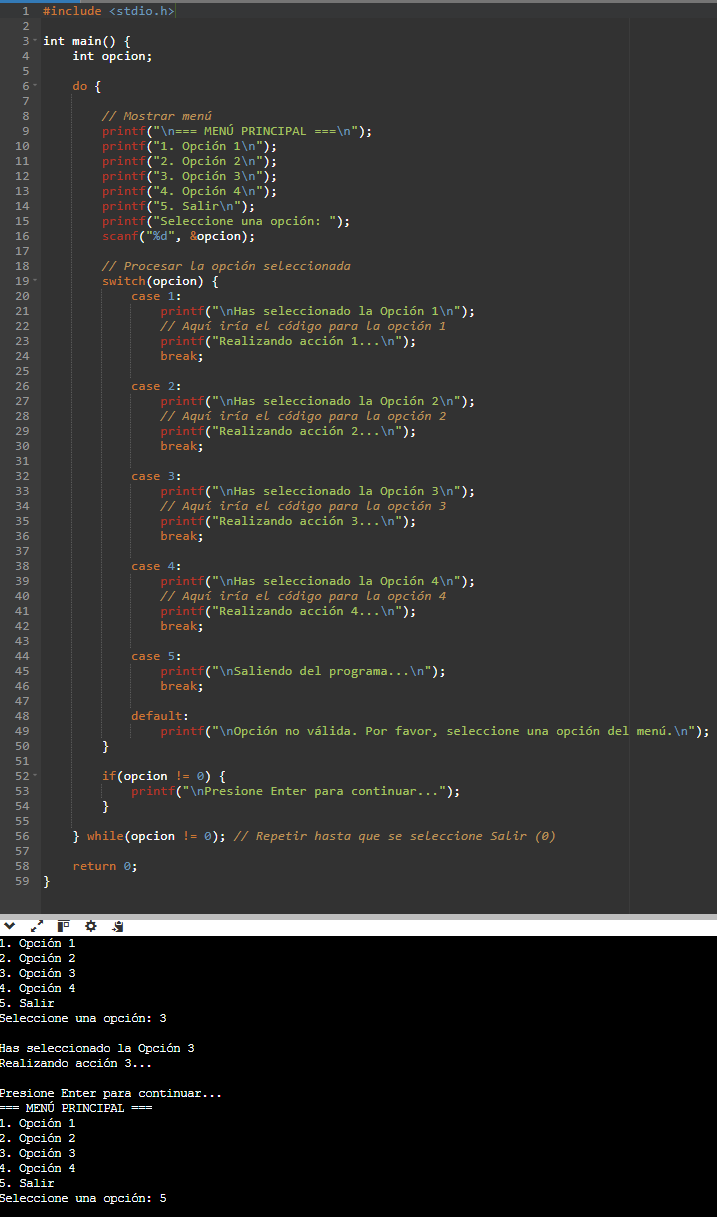 1 #include <stdio.h>
2
3 int main() {
4     int opcion;
5
6     do {
7
8         // Mostrar menú
9         printf("\n=== MENÚ PRINCIPAL ===\n");
10         printf("1. Opción 1\n");
11         printf("2. Opción 2\n");
12         printf("3. Opción 3\n");
13         printf("4. Opción 4\n");
14         printf("5. Salir\n");
15         printf("Seleccione una opción: ");
16         scanf("%d", &opcion);
17
18         // Procesar la opción seleccionada
19         switch(opcion) {
20             case 1:
21                 printf("\nHas seleccionado la Opción 1\n");
22                 // Aquí iría el código para la opción 1
23                 printf("Realizando acción 1...\n");
24                 break;
25
26             case 2:
27                 printf("\nHas seleccionado la Opción 2\n");
28                 // Aquí iría el código para la opción 2
29                 printf("Realizando acción 2...\n");
30                 break;
31
32             case 3:
33                 printf("\nHas seleccionado la Opción 3\n");
34                 // Aquí iría el código para la opción 3
35                 printf("Realizando acción 3...\n");
36                 break;
37
38             case 4:
39                 printf("\nHas seleccionado la Opción 4\n");
40                 // Aquí iría el código para la opción 4
41                 printf("Realizando acción 4...\n");
42                 break;
43
44             case 5:
45                 printf("\nSaliendo del programa...\n");
46                 break;
47
48             default:
49                 printf("\nOpción no válida. Por favor, seleccione una opción del menú.\n");
50         }
51
52         if(opcion != 0) {
53             printf("\nPresione Enter para continuar...");
54         }
55
56     } while(opcion != 0); // Repetir hasta que se seleccione Salir (0)
57
58     return 0;
59 }
1. Opción 1
2. Opción 2
3. Opción 3
4. Opción 4
5. Salir
Seleccione una opción: 3
Has seleccionado la Opción 3
Realizando acción 3...
Presione Enter para continuar...
=== MENÚ PRINCIPAL ===
1. Opción 1
2. Opción 2
3. Opción 3
4. Opción 4
5. Salir
Seleccione una opción: 5